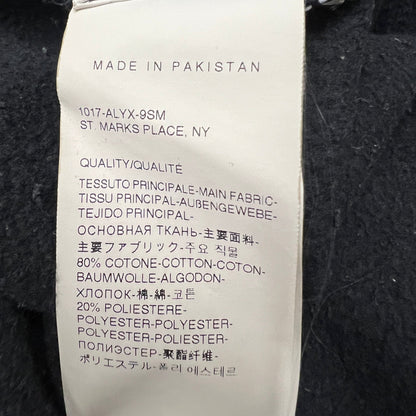 MADE IN PAKISTAN
1017-ALYX-9SM
ST. MARKS PLACE, NY
QUALITY/QUALITÉ
TESSUTO PRINCIPALE-MAIN FABRIC-
TISSU PRINCIPAL-AUßENGEWEBE-
TEJIDO PRINCIPAL-
ОСНОВНАЯ ТКАНЬ-主要面料-
主要ファブリック-주요 직물
80% COTONE-COTTON-COTON-
BAUMWOLLE-ALGODON-
ХЛОПОК-棉-綿-코튼
20% POLIESTERE-
POLYESTER-POLYESTER-
POLYESTER-POLIESTER-
ПОЛИЭСТЕР-聚酯纤维-
ポリエステル-폴리 에스테르